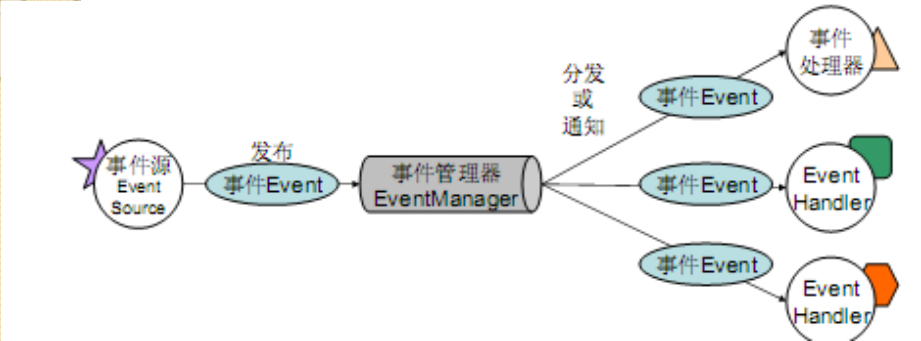 事件源
Event
Source
发布
事件Event
事件管理器
EventManager
分发
或
通知
事件Event
事件
处理器
事件Event
Event
Handler
事件Event
Event
Handler